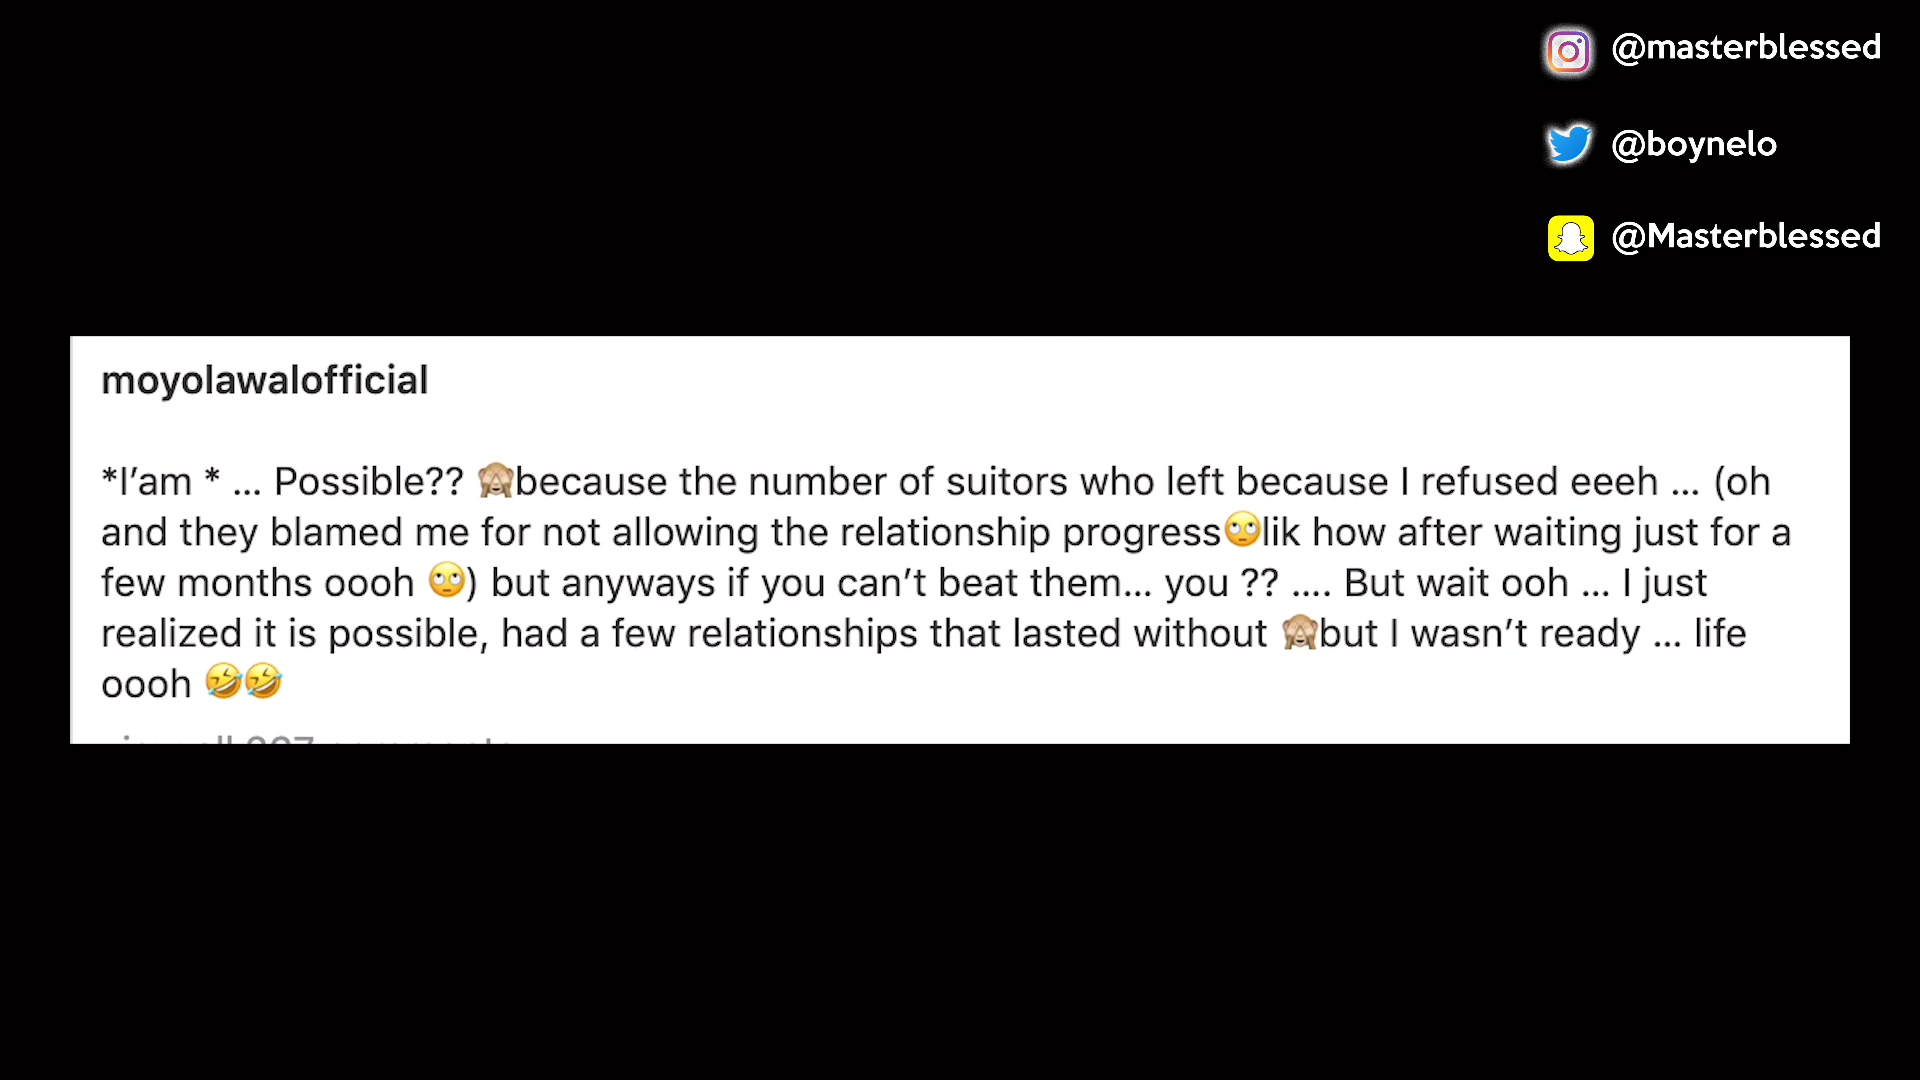 @masterblessed
@boynelo
@Masterblessed
moyolawalofficial
*I’am * ... Possible?? 🙈because the number of suitors who left because I refused eeeh ... (oh
and they blamed me for not allowing the relationship progress🙄lik how after waiting just for a
few months oooh 🙄) but anyways if you can’t beat them... you ?? .... But wait ooh ... I just
realized it is possible, had a few relationships that lasted without 🙈but I wasn’t ready ... life
oooh 🤣🤣